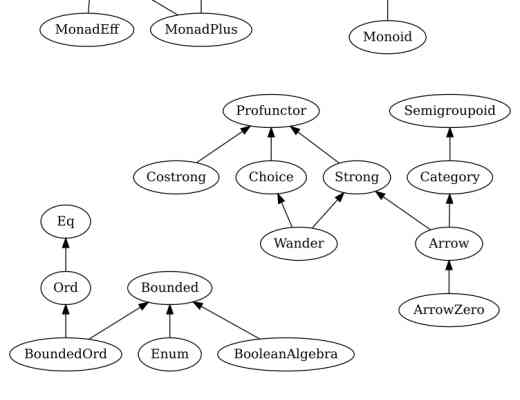 MonadEff MonadPlus Monoid
Profunctor Semigroupoid
Costrong Choice Strong Category
Eq Wander Arrow
Ord Bounded ArrowZero
BoundedOrd Enum BooleanAlgebra